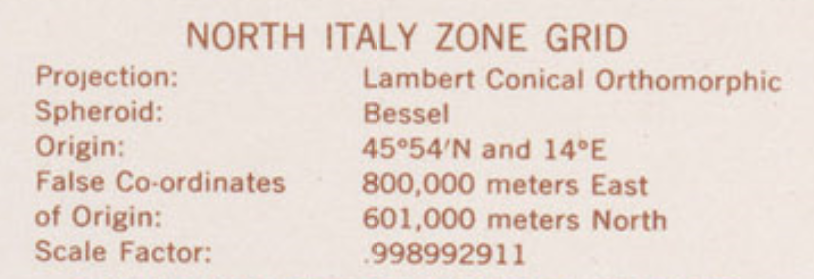 NORTH ITALY ZONE GRID
Projection: Lambert Conical Orthomorphic
Spheroid: Bessel
Origin: 45°54'N and 14°E
False Co-ordinates 800,000 meters East
of Origin: 601,000 meters North
Scale Factor: .998992911